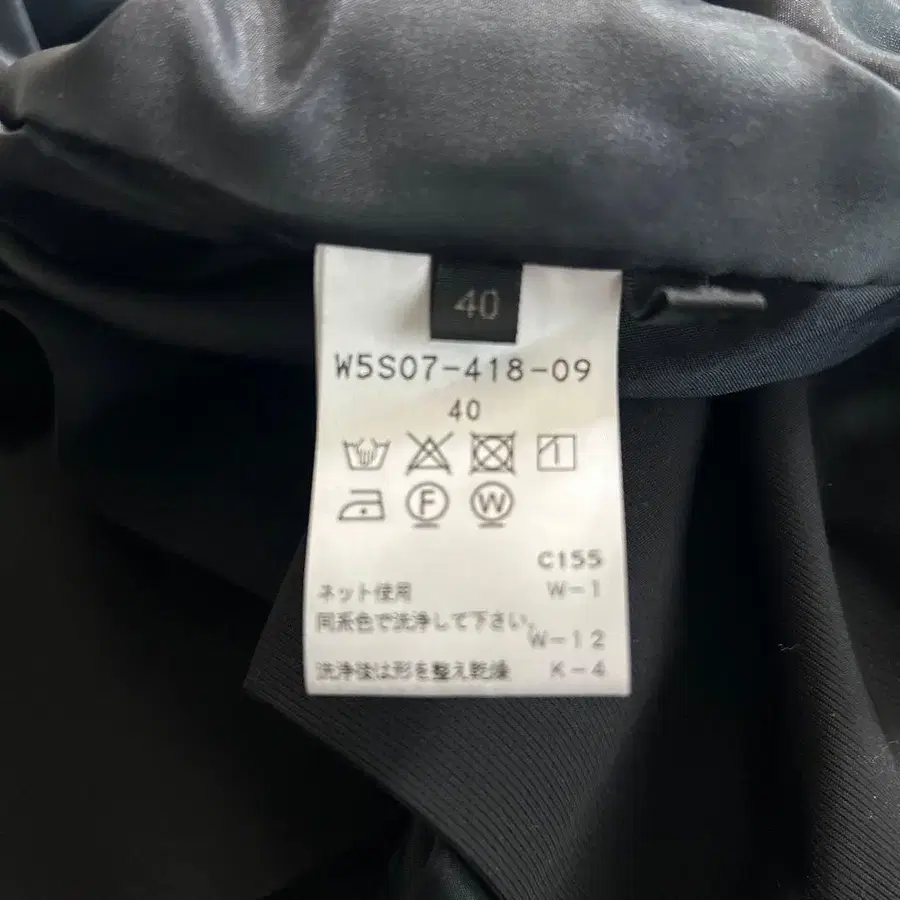 40
W5S07-418-09
40
F W
C155
ネット使用 W-1
同系色で洗浄して下さい。
W-12
洗浄後は形を整え乾燥 K-4